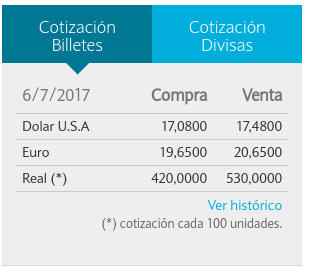 Cotización Billetes
Cotización Divisas
6/7/2017 Compra Venta
Dolar U.S.A 17,0800 17,4800
Euro 19,6500 20,6500
Real (*) 420,0000 530,0000
Ver histórico
(*) cotización cada 100 unidades.